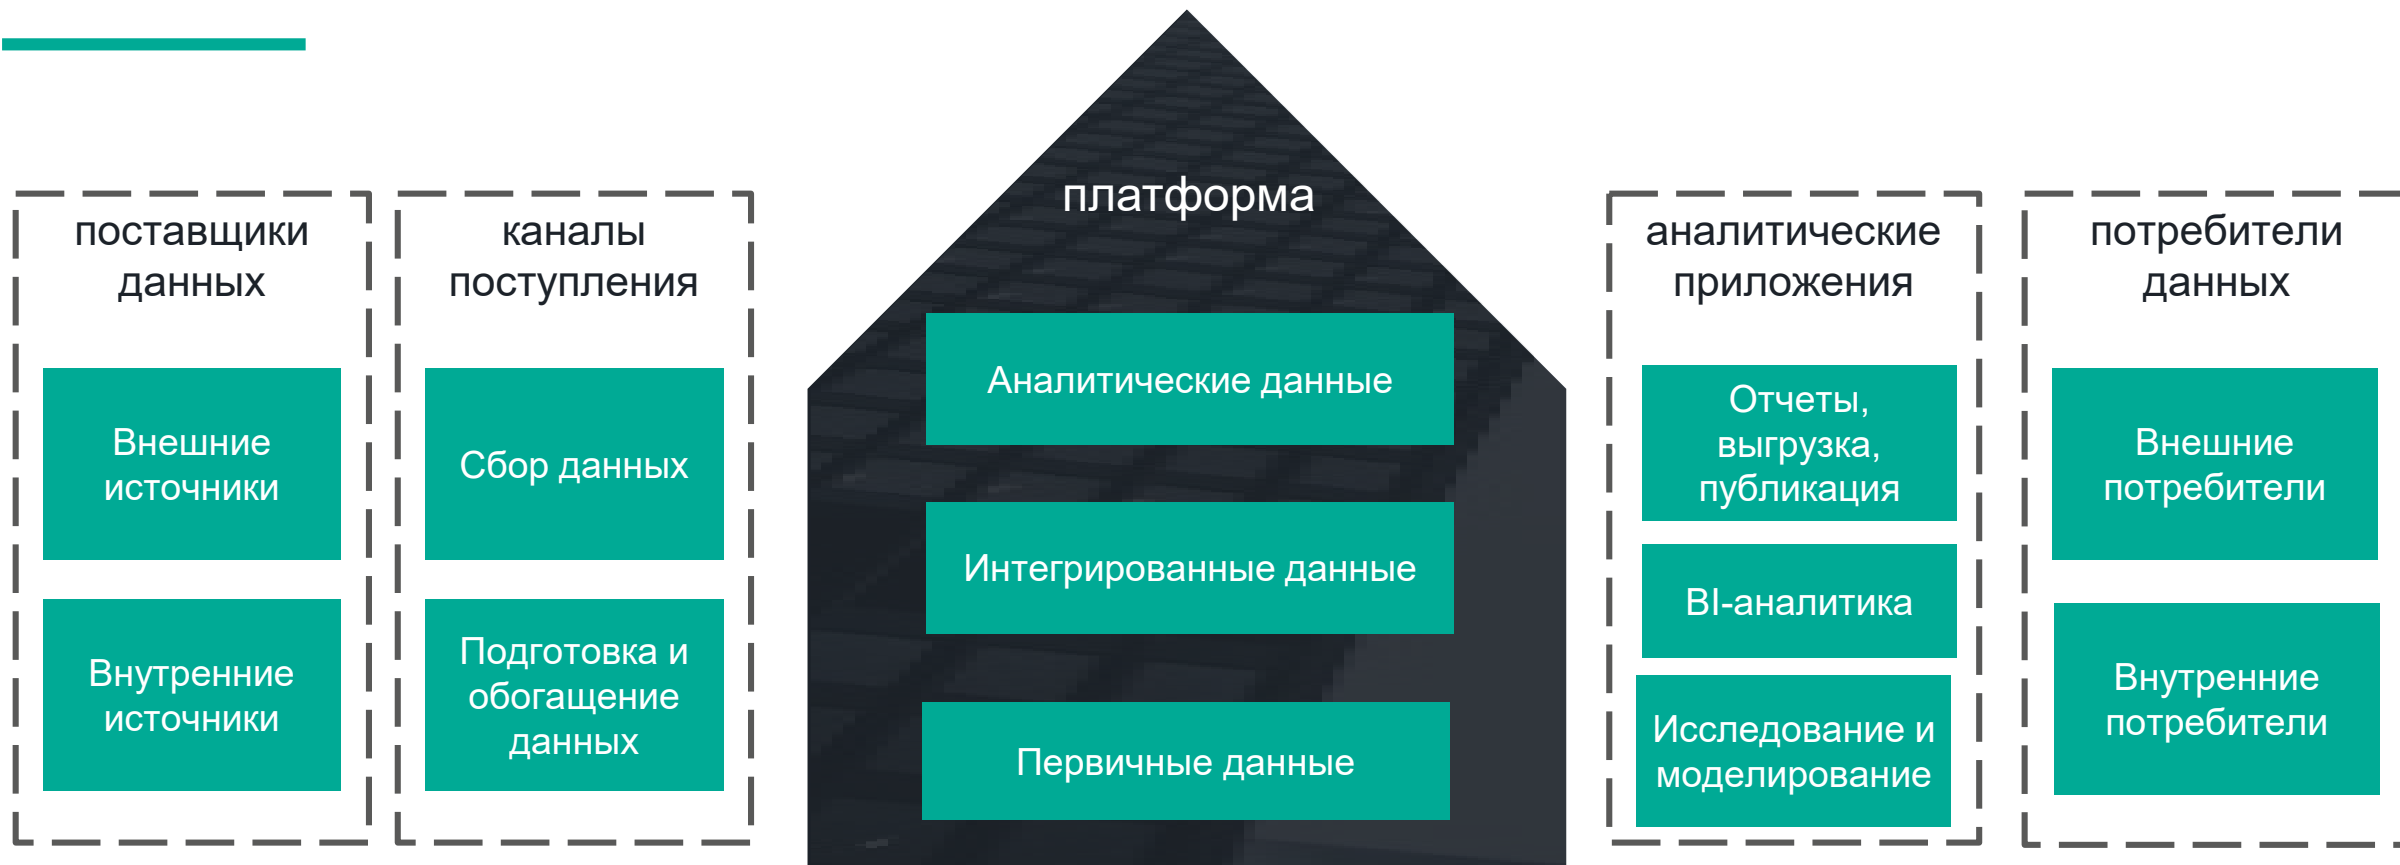 поставщики
данных
Внешние
источники
Внутренние
источники
каналы
поступления
Сбор данных
Подготовка и
обогащение
данных
платформа
Аналитические данные
Интегрированные данные
Первичные данные
аналитические
приложения
Отчеты,
выгрузка,
публикация
BI-аналитика
Исследование и
моделирование
потребители
данных
Внешние
потребители
Внутренние
потребители